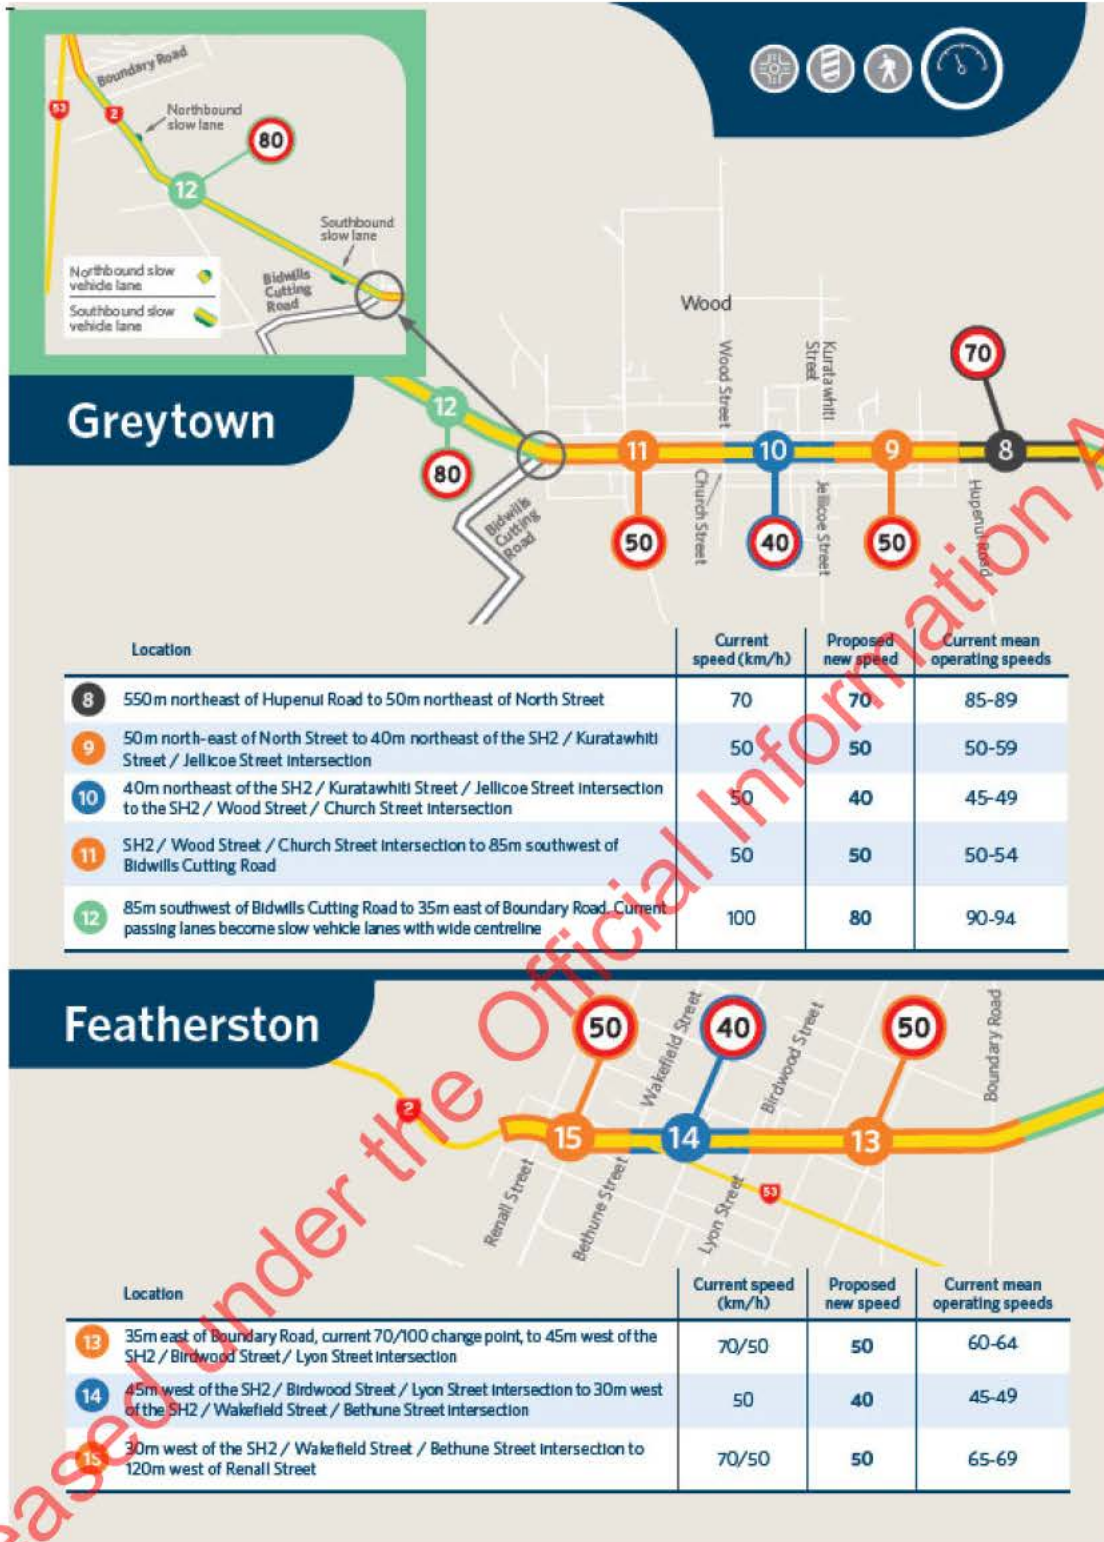 Boundary Road
53
2
Northbound
slow lane
80
12
Southbound
slow lane
Northbound slow
vehicle lane
Southbound slow
vehicle lane
Bidwills
Cutting
Road
Greytown
Wood
Wood Street
Kuratawhiti
Street
70
12
80
11
10
9
8
50
40
50
Bidwills
Cutting
Road
Church Street
Jellicoe Street
Hupenui Road
Location
Current
speed (km/h)
Proposed
new speed
Current mean
operating speeds
8 550m northeast of Hupenui Road to 50m northeast of North Street 70 70 85-89
9 50m north-east of North Street to 40m northeast of the SH2 / Kuratawhiti
Street / Jellicoe Street intersection 50 50 50-59
10 40m northeast of the SH2 / Kuratawhiti Street / Jellicoe Street intersection
to the SH2 / Wood Street / Church Street intersection 50 40 45-49
11 SH2 / Wood Street / Church Street intersection to 85m southwest of
Bidwills Cutting Road 50 50 50-54
12 85m southwest of Bidwills Cutting Road to 35m east of Boundary Road. Current
passing lanes become slow vehicle lanes with wide centreline 100 80 90-94
Featherston
50
40
50
Wakefield Street
Birdwood Street
Boundary Road
2
15
14
13
53
Renall Street
Bethune Street
Lyon Street
Location
Current speed
(km/h)
Proposed
new speed
Current mean
operating speeds
13 35m east of Boundary Road, current 70/100 change point, to 45m west of the
SH2 / Birdwood Street / Lyon Street intersection 70/50 50 60-64
14 45m west of the SH2 / Birdwood Street / Lyon Street intersection to 30m west
of the SH2 / Wakefield Street / Bethune Street intersection 50 40 45-49
15 30m west of the SH2 / Wakefield Street / Bethune Street intersection to
120m west of Renall Street 70/50 50 65-69
eased under the Official Information A